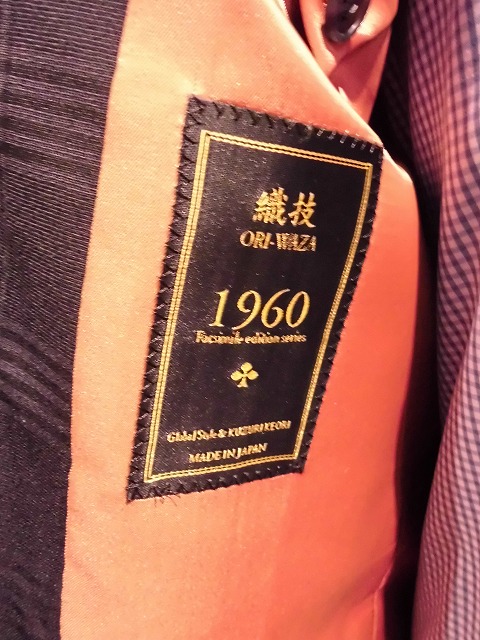 織技
ORI-WAZA
1960
Facsimile edition series
Global Style & KUZURI KEORI
MADE IN JAPAN